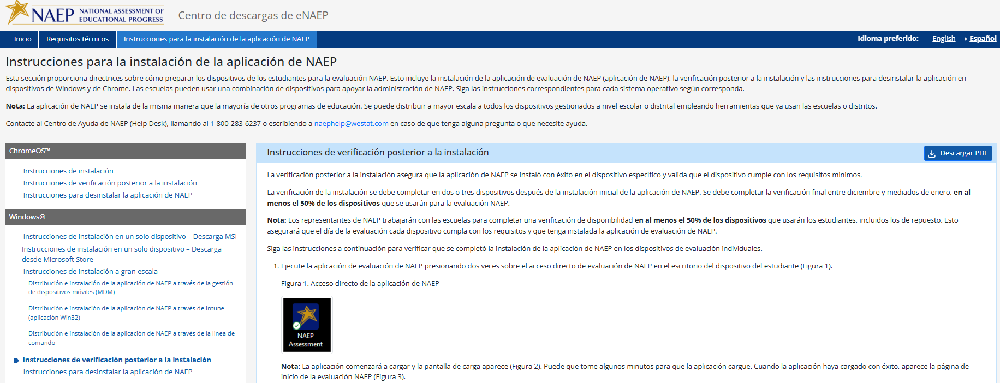 NAEP NATIONAL ASSESSMENT OF
EDUCATIONAL PROGRESS
Centro de descargas de eNAEP
Inicio
Requisitos técnicos
Instrucciones para la instalación de la aplicación de NAEP
Idioma preferido:
English
Español
Instrucciones para la instalación de la aplicación de NAEP
Esta sección proporciona directrices sobre cómo preparar los dispositivos de los estudiantes para la evaluación NAEP. Esto incluye la instalación de la aplicación de evaluación de NAEP (aplicación de NAEP), la verificación posterior a la instalación y las instrucciones para desinstalar la aplicación en
dispositivos de Windows y de Chrome. Las escuelas pueden usar una combinación de dispositivos para apoyar la administración de NAEP. Siga las instrucciones correspondientes para cada sistema operativo según corresponda.
Nota: La aplicación de NAEP se instala de la misma manera que la mayoría de otros programas de educación. Se puede distribuir a mayor escala a todos los dispositivos gestionados a nivel escolar o distrital empleando herramientas que ya usan las escuelas o distritos.
Contacte al Centro de Ayuda de NAEP (Help Desk), llamando al 1-800-283-6237 o escribiendo a naephelp@westat.com en caso de que tenga alguna pregunta o que necesite ayuda.
ChromeOS™
Instrucciones de instalación
Instrucciones de verificación posterior a la instalación
Instrucciones para desinstalar la aplicación de NAEP
Windows®
Instrucciones de instalación en un solo dispositivo – Descarga MSI
Instrucciones de instalación en un solo dispositivo – Descarga
desde Microsoft Store
Instrucciones de instalación a gran escala
Distribución e instalación de la aplicación de NAEP a través de la gestión
de dispositivos móviles (MDM)
Distribución e instalación de la aplicación de NAEP a través de Intune
(aplicación Win32)
Distribución e instalación de la aplicación de NAEP a través de la línea de
comando
Instrucciones de verificación posterior a la instalación
Instrucciones para desinstalar la aplicación de NAEP
Instrucciones de verificación posterior a la instalación
Descargar PDF
La verificación posterior a la instalación asegura que la aplicación de NAEP se instaló con éxito en el dispositivo específico y valida que el dispositivo cumple con los requisitos mínimos.
La verificación de la instalación se debe completar en dos o tres dispositivos después de la instalación inicial de la aplicación de NAEP. Se debe completar la verificación final entre diciembre y mediados de enero, en al
menos el 50% de los dispositivos que se usarán para la evaluación NAEP.
Nota: Los representantes de NAEP trabajarán con las escuelas para completar una verificación de disponibilidad en al menos el 50% de los dispositivos que usarán los estudiantes, incluidos los de repuesto. Esto
asegurará que el día de la evaluación cada dispositivo cumpla con los requisitos y que tenga instalada la aplicación de evaluación de NAEP.
Siga las instrucciones a continuación para verificar que se completó la instalación de la aplicación de NAEP en los dispositivos de evaluación individuales.
1. Ejecute la aplicación de evaluación de NAEP presionando dos veces sobre el acceso directo de evaluación de NAEP en el escritorio del dispositivo del estudiante (Figura 1).
Figura 1. Acceso directo de la aplicación de NAEP
NAEP
Assessment
Nota: La aplicación comenzará a cargar y la pantalla de carga aparece (Figura 2). Puede que tome algunos minutos para que la aplicación cargue. Cuando la aplicación haya cargado con éxito, aparece la página de
inicio de la evaluación NAEP (Figura 3).